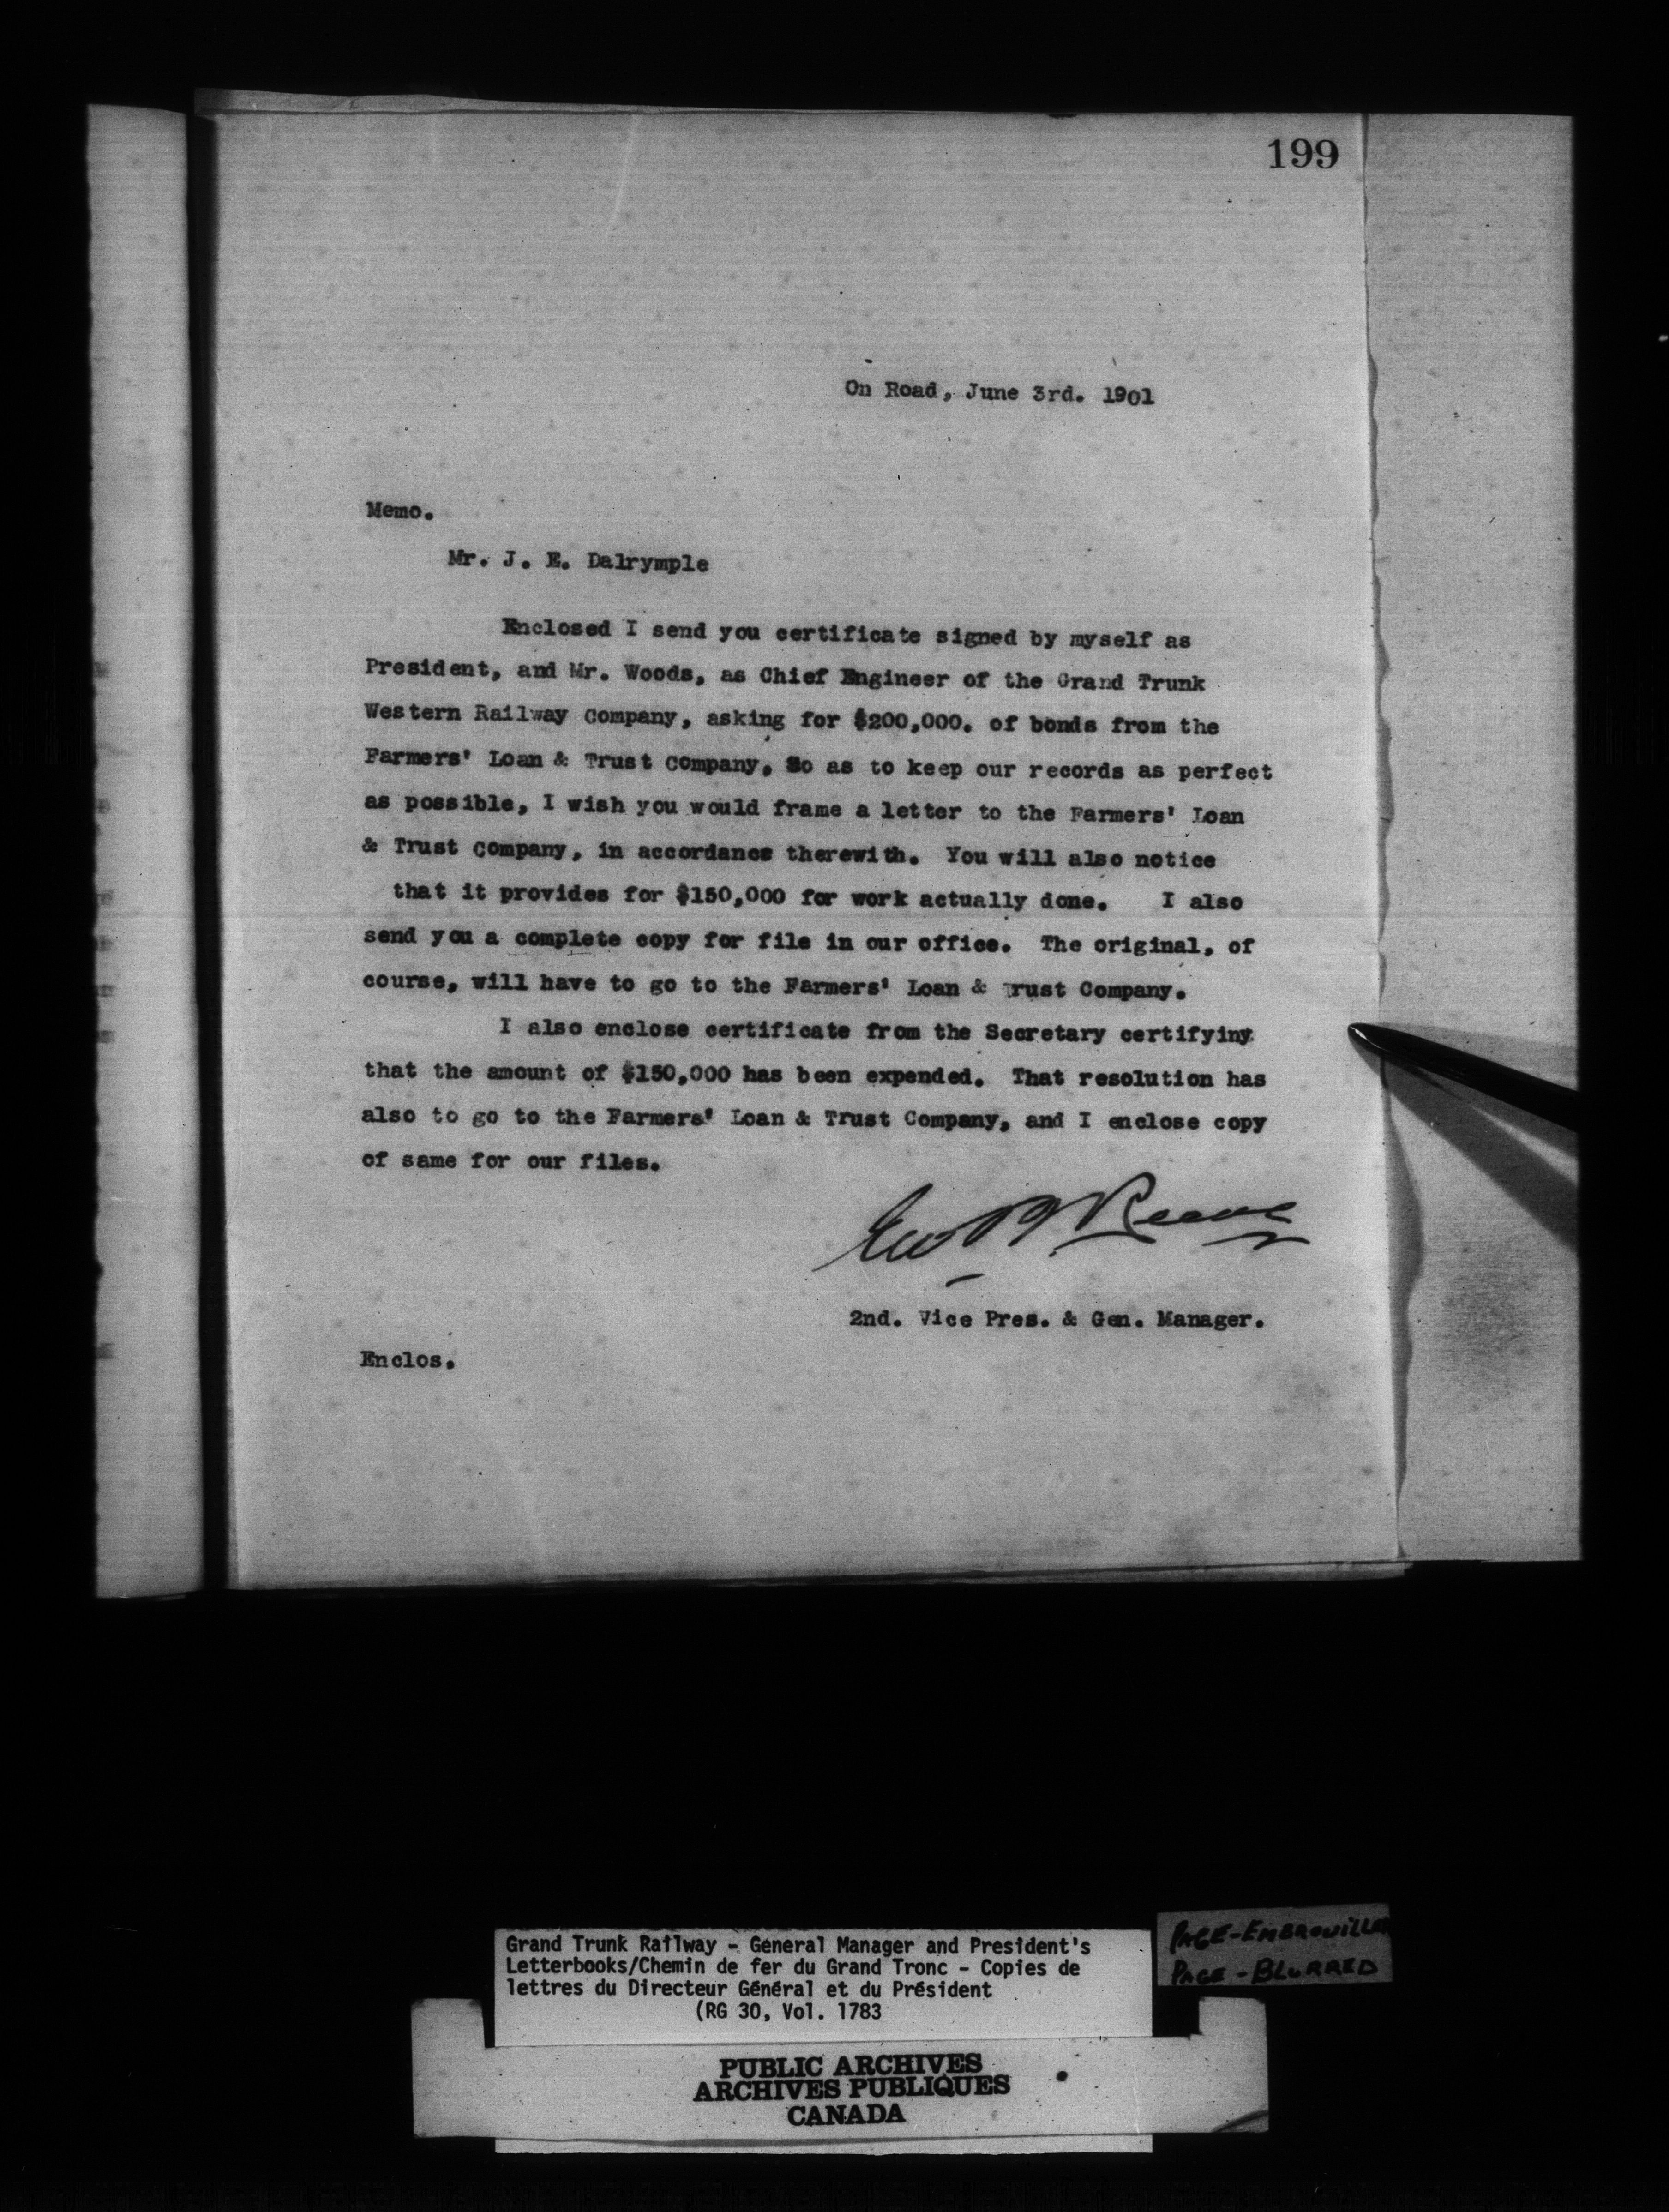 199
On Road, June 3rd. 1901
Memo.
Mr. J. E. Dalrymple
Enclosed I send you certificate signed by myself as
President, and Mr. Woods, as Chief Engineer of the Grand Trunk
Western Railway Company, asking for $200,000. of bonds from the
Farmers' Loan & Trust Company. So as to keep our records as perfect
as possible, I wish you would frame a letter to the Farmers' Loan
& Trust Company, in accordance therewith. You will also notice
that it provides for $150,000 for work actually done. I also
send you a complete copy for file in our office. The original, of
course, will have to go to the Farmers' Loan & Trust Company.
I also enclose certificate from the Secretary certifying
that the amount of $150,000 has been expended. That resolution has
also to go to the Farmers' Loan & Trust Company, and I enclose copy
of same for our files.
Geo B Reeve
2nd. Vice Pres. & Gen. Manager.
Enclos.
Grand Trunk Railway - General Manager and President's
Letterbooks/Chemin de fer du Grand Tronc - Copies de
lettres du Directeur Général et du Président
(RG 30, Vol. 1783
PAGE-EMBROUILLÉE
PAGE-BLURRED
PUBLIC ARCHIVES
ARCHIVES PUBLIQUES
CANADA